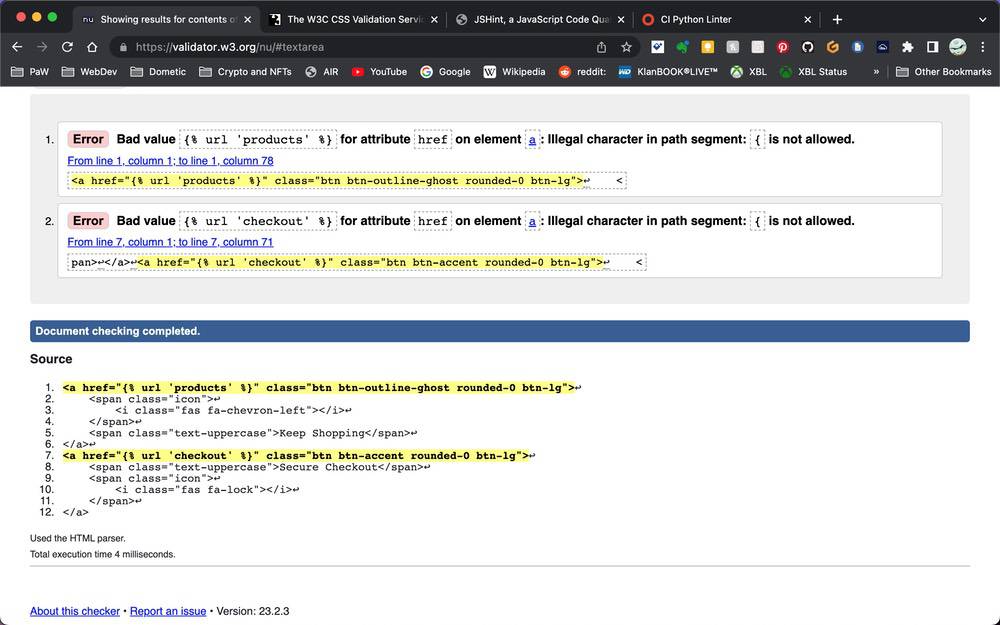 Showing results for contents of
The W3C CSS Validation Servic
JSHint, a JavaScript Code Qua
CI Python Linter
https://validator.w3.org/nu/#textarea
PaW
WebDev
Dometic
Crypto and NFTs
AIR
YouTube
Google
Wikipedia
reddit:
KlanBOOK®LIVE™
XBL
XBL Status
»
Other Bookmarks
1. Error Bad value {% url 'products' %} for attribute href on element a: Illegal character in path segment: { is not allowed.
From line 1, column 1; to line 1, column 78
<a href="{% url 'products' %}" class="btn btn-outline-ghost rounded-0 btn-lg">↩    <
2. Error Bad value {% url 'checkout' %} for attribute href on element a: Illegal character in path segment: { is not allowed.
From line 7, column 1; to line 7, column 71
pan>↩</a>↩<a href="{% url 'checkout' %}" class="btn btn-accent rounded-0 btn-lg">↩    <
Document checking completed.
Source
1. <a href="{% url 'products' %}" class="btn btn-outline-ghost rounded-0 btn-lg">↩
2.     <span class="icon">↩
3.         <i class="fas fa-chevron-left"></i>↩
4.     </span>↩
5.     <span class="text-uppercase">Keep Shopping</span>↩
6. </a>↩
7. <a href="{% url 'checkout' %}" class="btn btn-accent rounded-0 btn-lg">↩
8.     <span class="text-uppercase">Secure Checkout</span>↩
9.     <span class="icon">↩
10.         <i class="fas fa-lock"></i>↩
11.     </span>↩
12. </a>
Used the HTML parser.
Total execution time 4 milliseconds.
About this checker • Report an issue • Version: 23.2.3